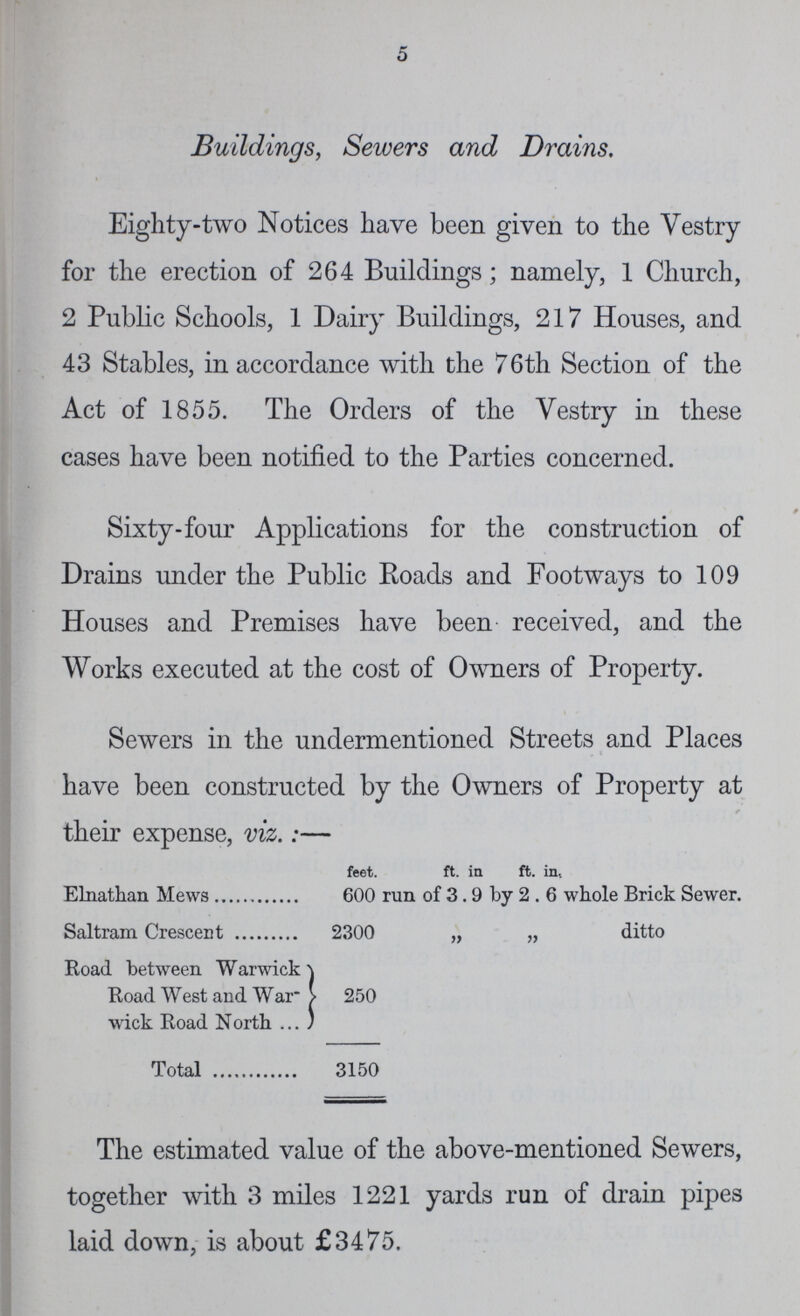 5
Buildings, Sewers and Drains.
Eighty-two Notices have been given to the Vestry
for the erection of 264 Buildings; namely, 1 Church,
2 Public Schools, 1 Dairy Buildings, 217 Houses, and
43 Stables, in accordance with the 76th Section of the
Act of 1855. The Orders of the Vestry in these
cases have been notified to the Parties concerned.
Sixty-four Applications for the construction of
Drains under the Public Roads and Footways to 109
Houses and Premises have been received, and the
Works executed at the cost of Owners of Property.
Sewers in the undermentioned Streets and Places
have been constructed by the Owners of Property at
their expense, viz. :—
feet. ft. in ft. in.
Elnathan Mews ............ 600 run of 3 . 9 by 2 . 6 whole Brick Sewer.
Saltram Crescent ......... 2300 „ „ ditto
Road between Warwick
Road West and War- } 250
wick Road North ...
Total ............ 3150
The estimated value of the above-mentioned Sewers,
together with 3 miles 1221 yards run of drain pipes
laid down, is about £3475.